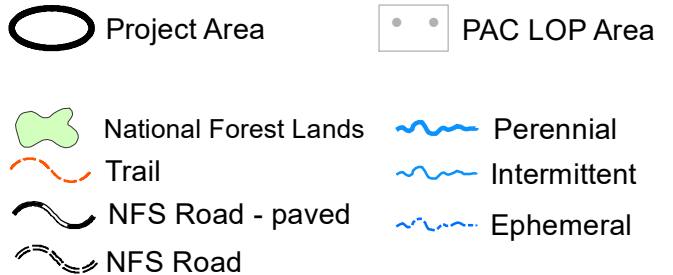 Project Area
PAC LOP Area
National Forest Lands
Trail
NFS Road - paved
NFS Road
Perennial
Intermittent
Ephemeral